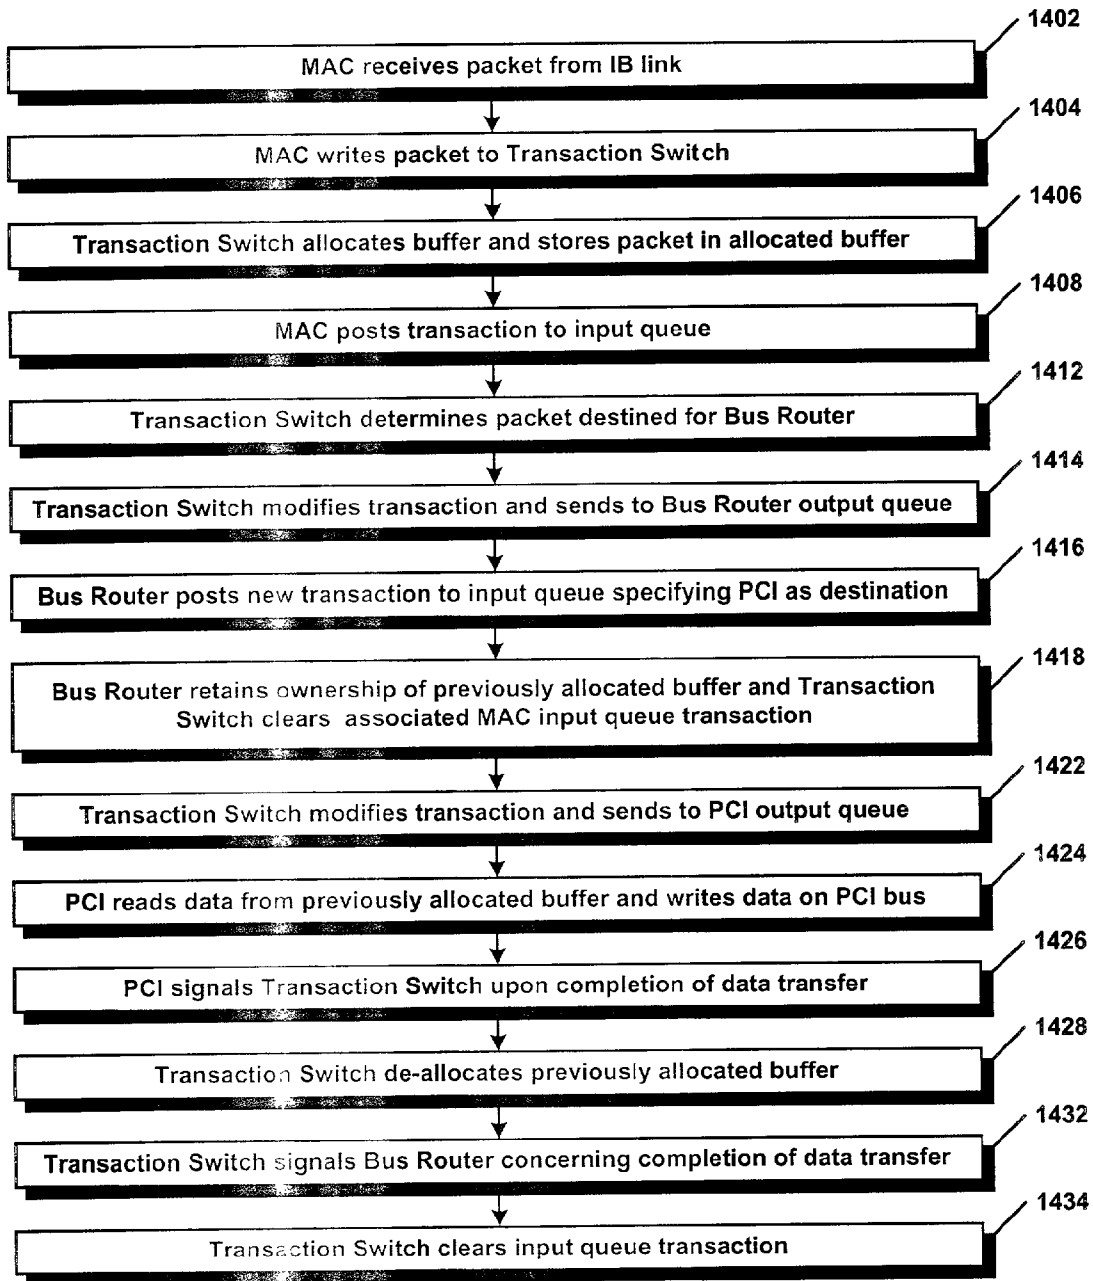 1402
MAC receives packet from IB link
1404
MAC writes packet to Transaction Switch
1406
Transaction Switch allocates buffer and stores packet in allocated buffer
1408
MAC posts transaction to input queue
1412
Transaction Switch determines packet destined for Bus Router
1414
Transaction Switch modifies transaction and sends to Bus Router output queue
1416
Bus Router posts new transaction to input queue specifying PCI as destination
1418
Bus Router retains ownership of previously allocated buffer and Transaction
Switch clears associated MAC input queue transaction
1422
Transaction Switch modifies transaction and sends to PCI output queue
1424
PCI reads data from previously allocated buffer and writes data on PCI bus
1426
PCI signals Transaction Switch upon completion of data transfer
1428
Transaction Switch de-allocates previously allocated buffer
1432
Transaction Switch signals Bus Router concerning completion of data transfer
1434
Transaction Switch clears input queue transaction